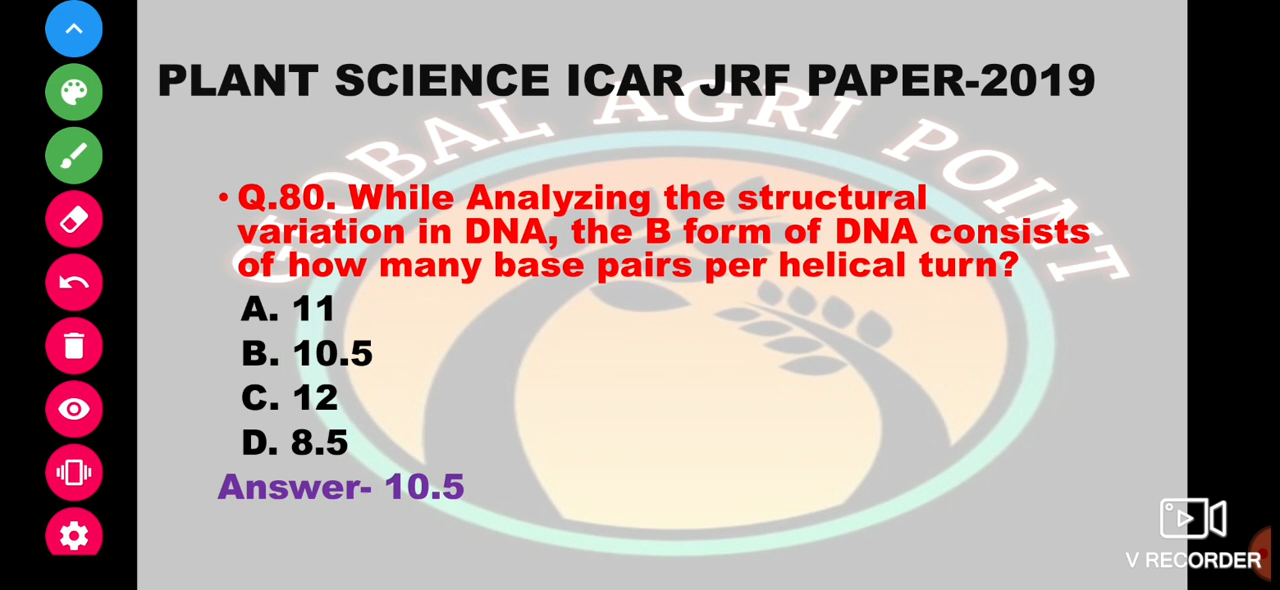 PLANT SCIENCE ICAR JRF PAPER-2019
GLOBAL AGRI POINT
• Q.80. While Analyzing the structural
variation in DNA, the B form of DNA consists
of how many base pairs per helical turn?
A. 11
B. 10.5
C. 12
D. 8.5
Answer- 10.5
V RECORDER